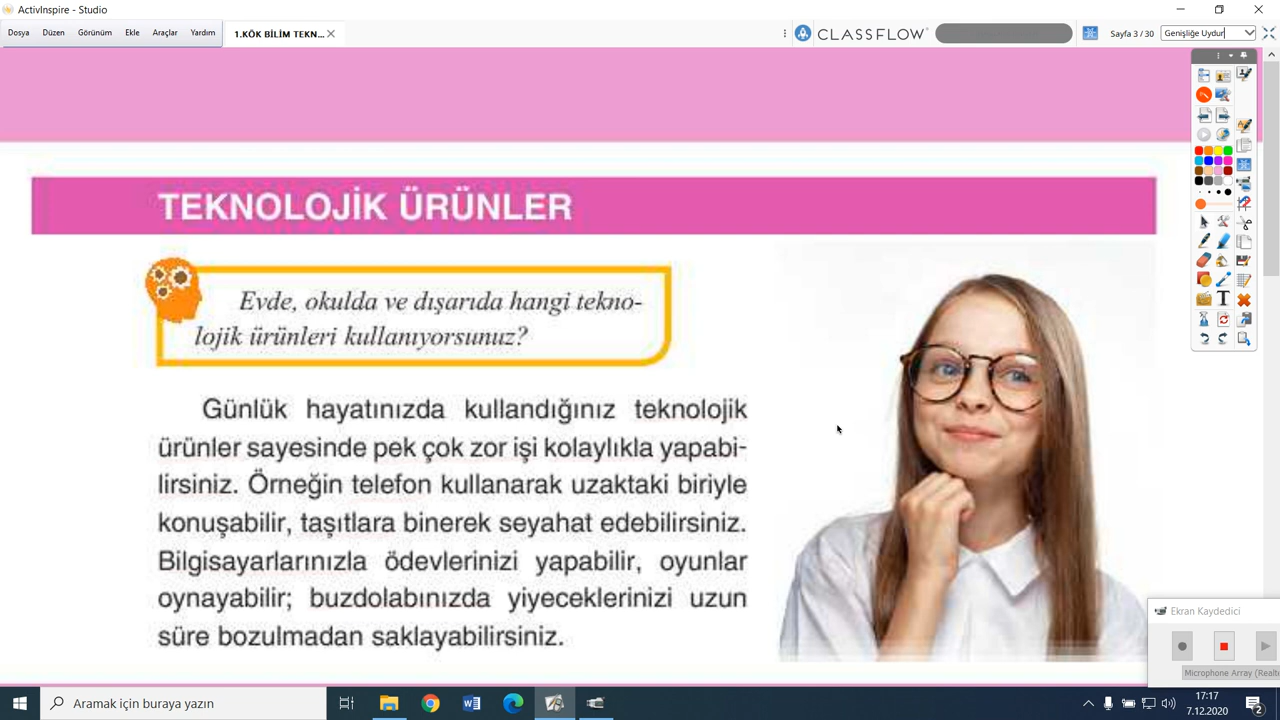 ActivInspire - Studio
Dosya Düzen Görünüm Ekle Araçlar Yardım
1.KÖK BİLİM TEKN...
CLASSFLOW
Sayfa 3 / 30
Genişliğe Uydur
TEKNOLOJİK ÜRÜNLER
Evde, okulda ve dışarıda hangi tekno-
lojik ürünleri kullanıyorsunuz?
Günlük hayatınızda kullandığınız teknolojik
ürünler sayesinde pek çok zor işi kolaylıkla yapabi-
lirsiniz. Örneğin telefon kullanarak uzaktaki biriyle
konuşabilir, taşıtlara binerek seyahat edebilirsiniz.
Bilgisayarlarınızla ödevlerinizi yapabilir, oyunlar
oynayabilir; buzdolabınızda yiyeceklerinizi uzun
süre bozulmadan saklayabilirsiniz.
Ekran Kaydedici
Microphone Array (Realt
Aramak için buraya yazın
17:17
7.12.2020
2